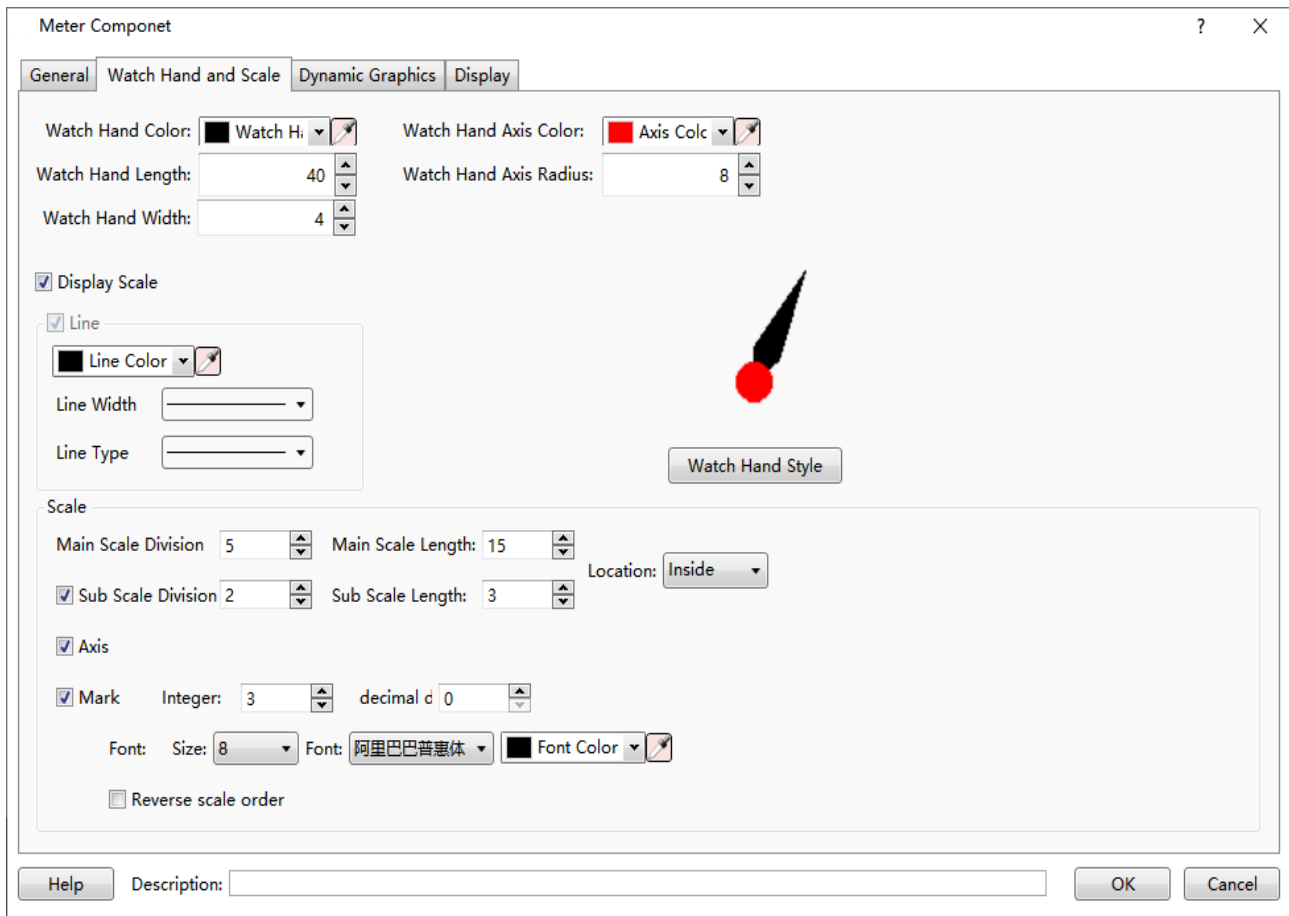 Meter Componet ?
General Watch Hand and Scale Dynamic Graphics Display
Watch Hand Color: Watch Ha Watch Hand Axis Color: Axis Colc
Watch Hand Length: 40 Watch Hand Axis Radius: 8
Watch Hand Width: 4
Display Scale
Line
Line Color
Line Width
Line Type
Watch Hand Style
Scale
Main Scale Division 5 Main Scale Length: 15
Location: Inside
Sub Scale Division 2 Sub Scale Length: 3
Axis
Mark Integer: 3 decimal d 0
Font: Size: 8 Font: 阿里巴巴普惠体 Font Color
Reverse scale order
Help Description: OK Cancel